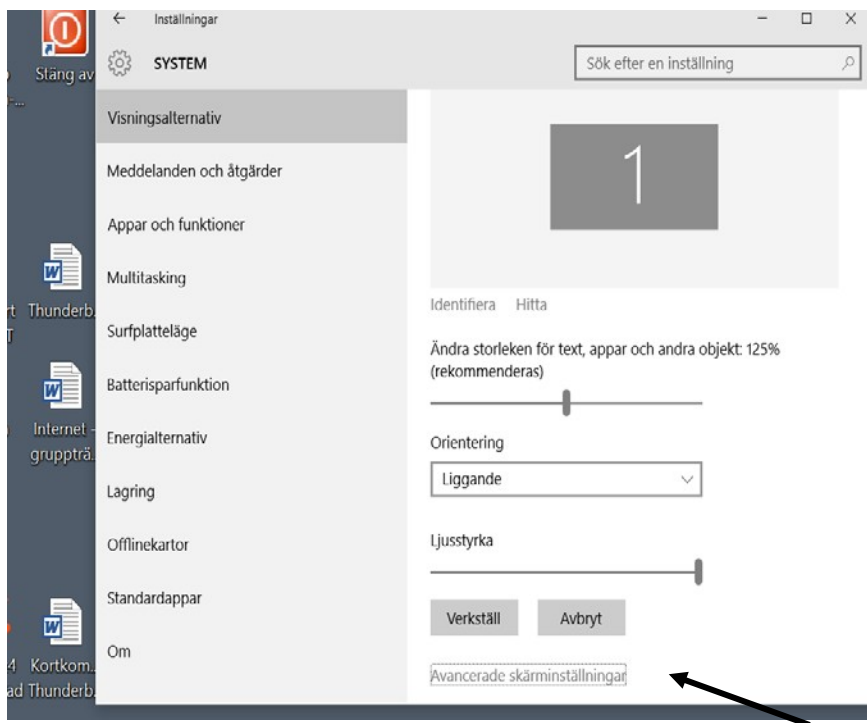 Inställningar
SYSTEM
Sök efter en inställning
Stäng av
Visningsalternativ
Meddelanden och åtgärder
Appar och funktioner
Multitasking
Surfplatteläge
Batterisparfunktion
Energialternativ
Lagring
Offlinekartor
Standardappar
Om
1
Identifiera Hitta
Ändra storleken för text, appar och andra objekt: 125%
(rekommenderas)
Orientering
Liggande
Ljusstyrka
Verkställ Avbryt
Avancerade skärminställningar
Thunderb.
Internet -
gruppträ.
Kortkom..
Thunderb.